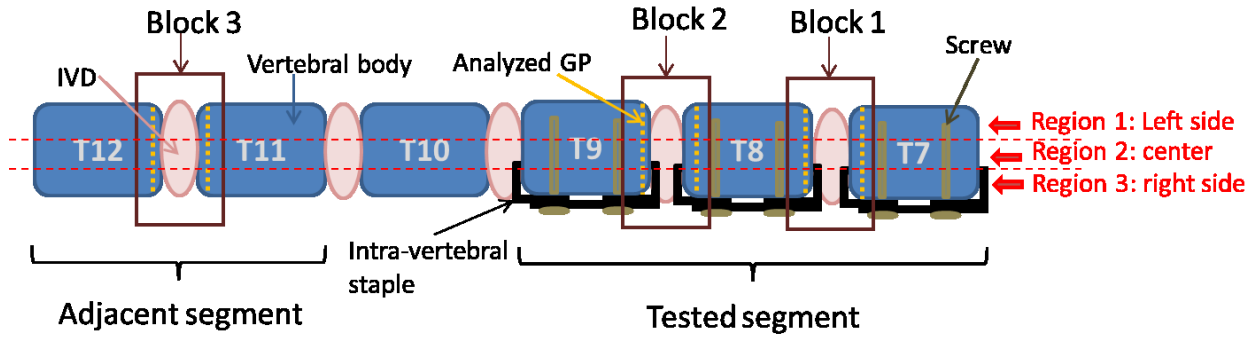 Block 3
Block 2
Block 1
IVD
Vertebral body
Analyzed GP
Screw
T12
T11
T10
T9
T8
T7
Region 1: Left side
Region 2: center
Region 3: right side
Intra-vertebral
staple
Adjacent segment
Tested segment